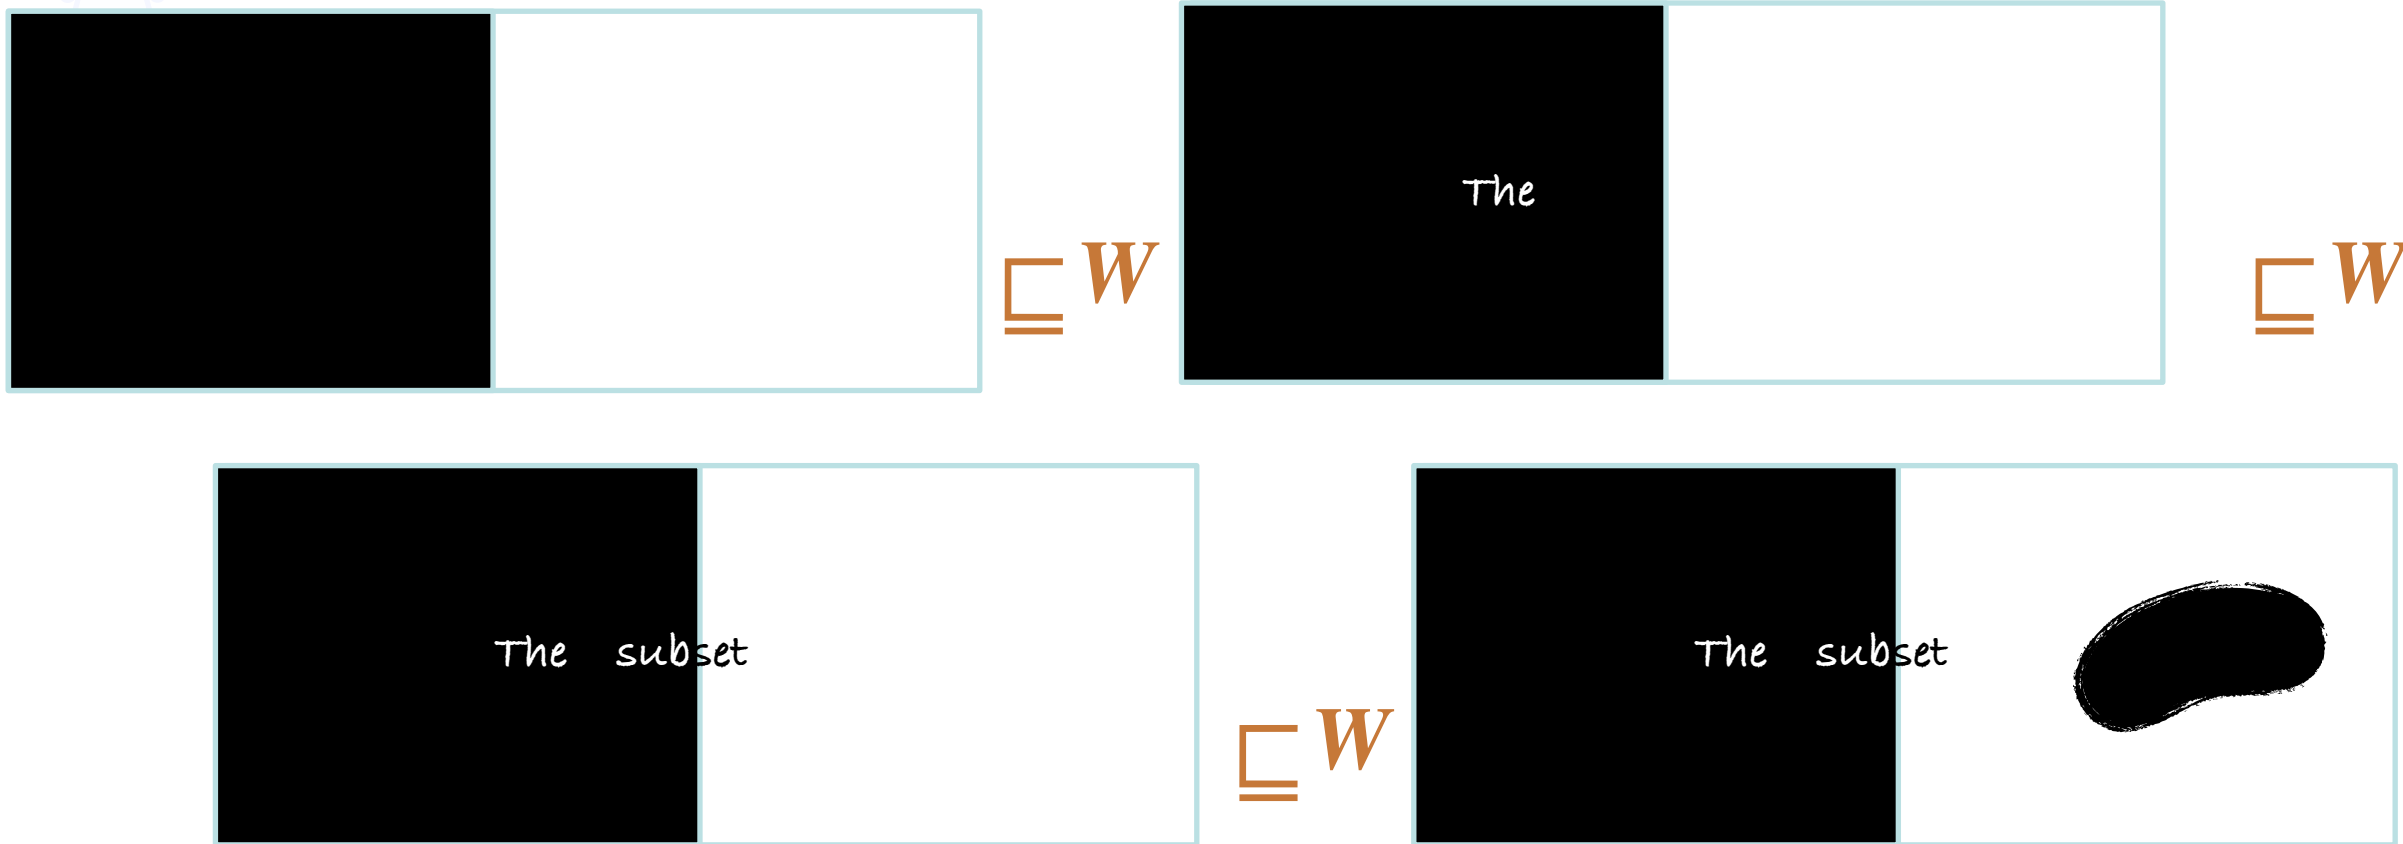 ⊑W The ⊑W
The subset ⊑W The subset